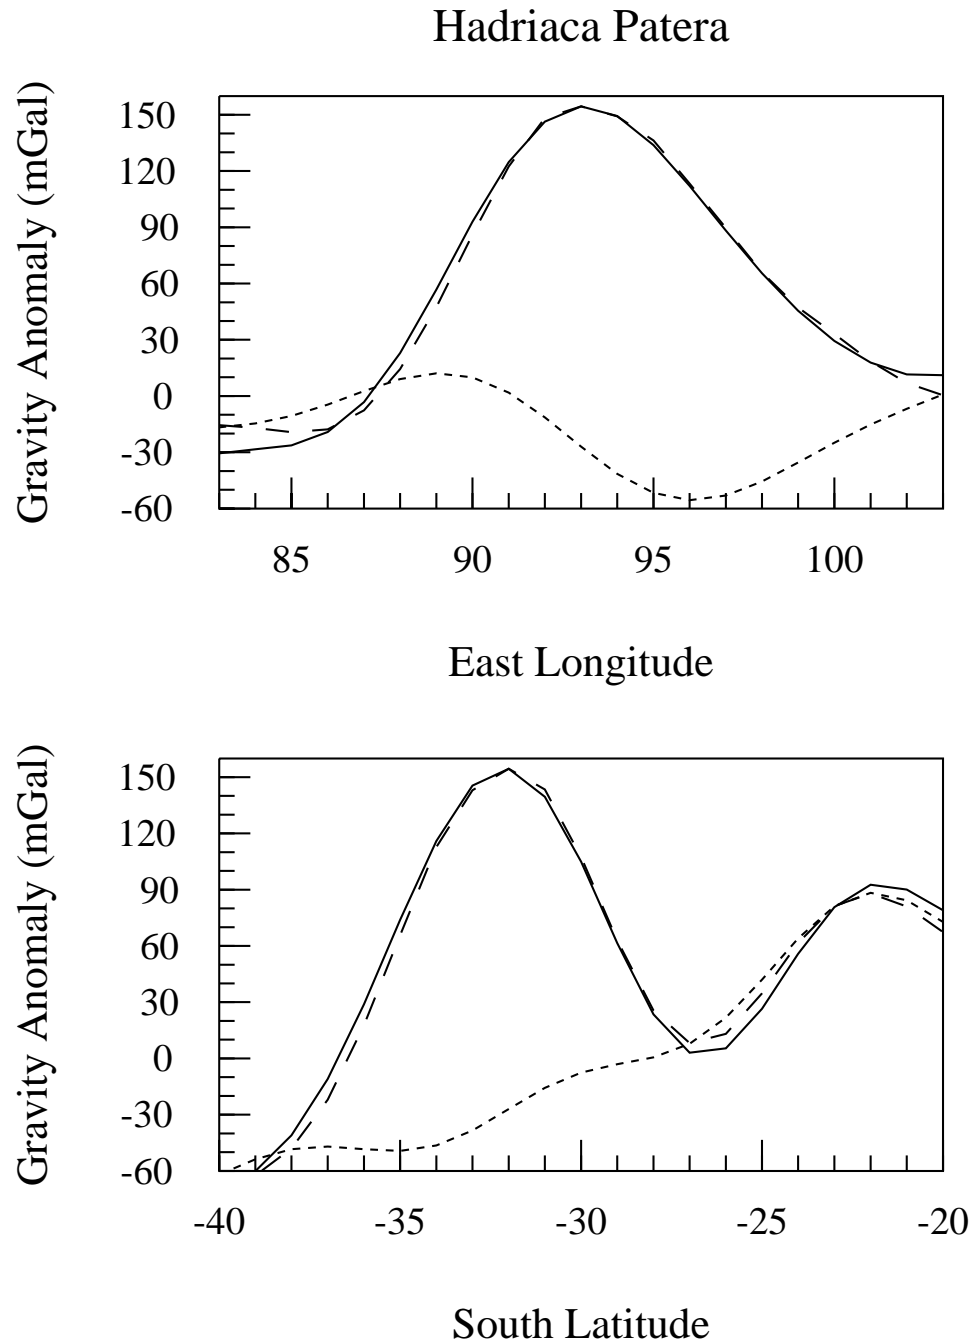 Hadriaca Patera
Gravity Anomaly (mGal)
150
120
90
60
30
0
-30
-60
85 90 95 100
East Longitude
Gravity Anomaly (mGal)
150
120
90
60
30
0
-30
-60
-40 -35 -30 -25 -20
South Latitude